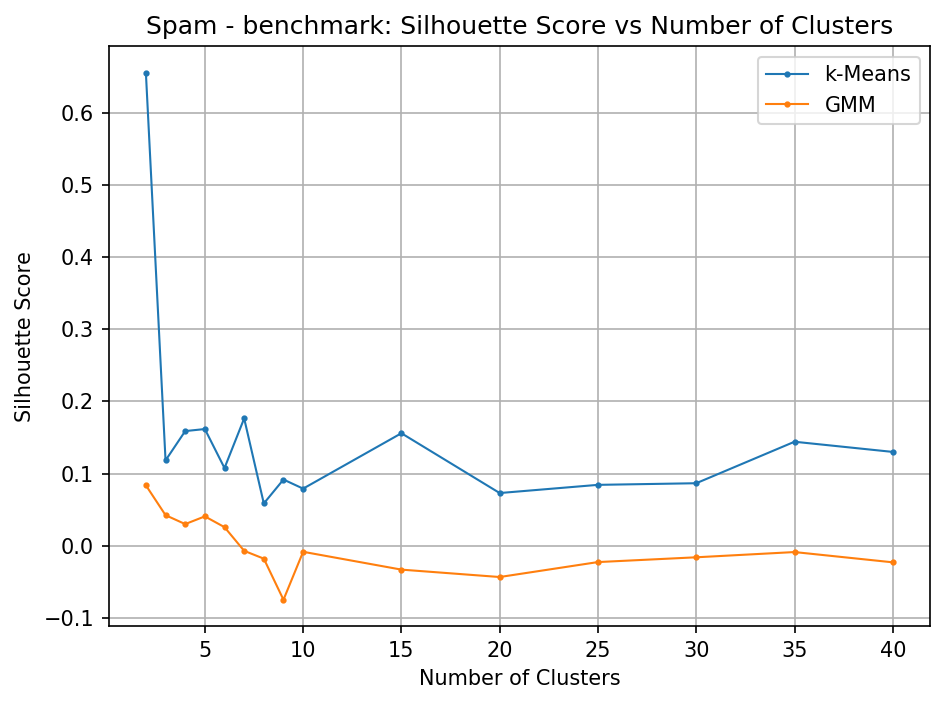 Spam - benchmark: Silhouette Score vs Number of Clusters
k-Means
GMM
Silhouette Score
0.6
0.5
0.4
0.3
0.2
0.1
0.0
−0.1
5 10 15 20 25 30 35 40
Number of Clusters